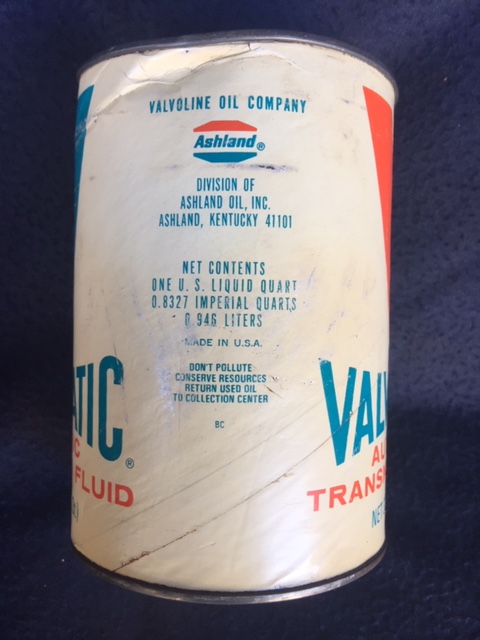 VALVOLINE OIL COMPANY
Ashland®
DIVISION OF
ASHLAND OIL, INC.
ASHLAND, KENTUCKY 41101
NET CONTENTS
ONE U. S. LIQUID QUART
0.8327 IMPERIAL QUARTS
0.946 LITERS
MADE IN U.S.A.
DON'T POLLUTE
CONSERVE RESOURCES
RETURN USED OIL
TO COLLECTION CENTER
BC
ATIC®
C
FLUID
VALV
AU
TRANS
NET